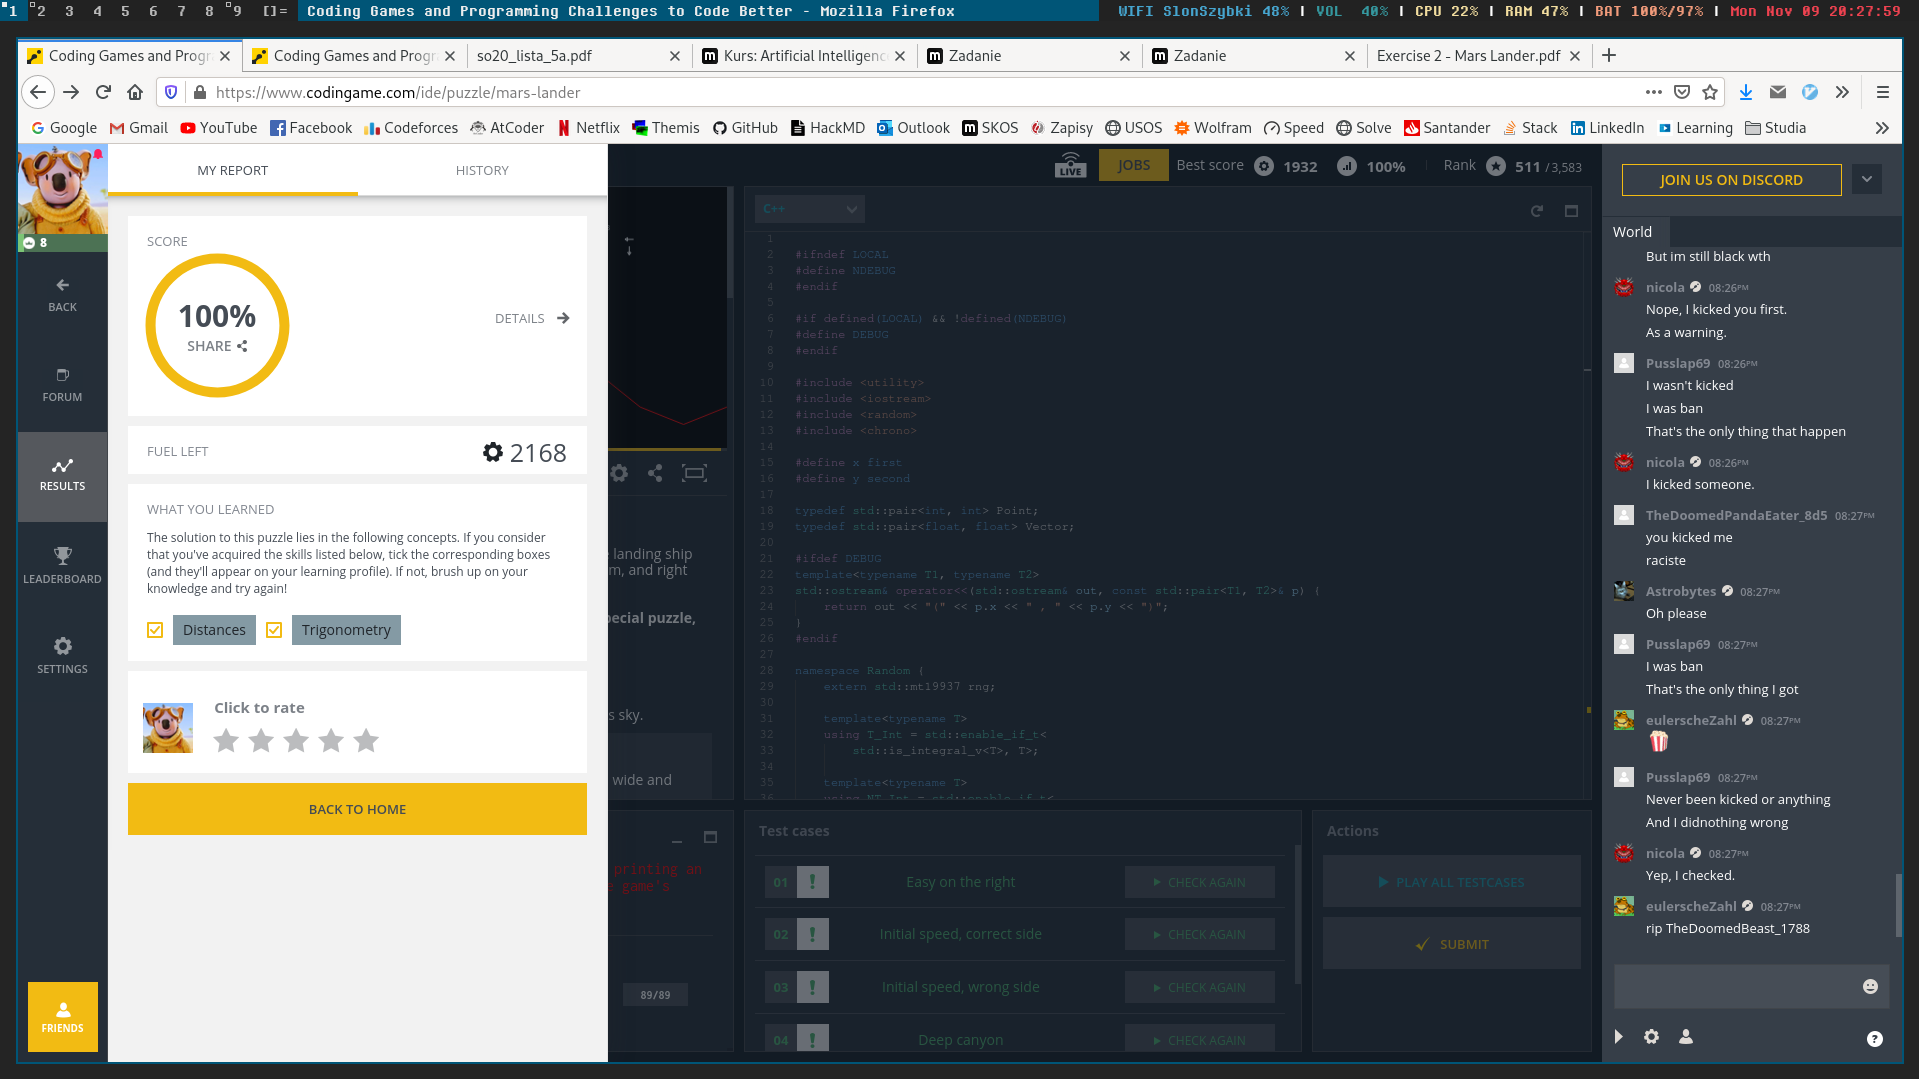 1 2 3 4 5 6 7 8 9 []= Coding Games and Programming Challenges to Code Better - Mozilla Firefox WIFI SlonSzybki 48% | VOL 40% | CPU 22% | RAM 47% | BAT 100%/97% | Mon Nov 09 20:27:59
Coding Games and Progr Coding Games and Progr so20_lista_5a.pdf Kurs: Artificial Intelligenc Zadanie Zadanie Exercise 2 - Mars Lander.pdf
https://www.codingame.com/ide/puzzle/mars-lander
Google Gmail YouTube Facebook Codeforces AtCoder Netflix Themis GitHub HackMD Outlook SKOS Zapisy USOS Wolfram Speed Solve Santander Stack LinkedIn Learning Studia
8
BACK
FORUM
RESULTS
LEADERBOARD
SETTINGS
FRIENDS
MY REPORT HISTORY
SCORE
100%
SHARE
DETAILS
FUEL LEFT 2168
WHAT YOU LEARNED
The solution to this puzzle lies in the following concepts. If you consider
that you've acquired the skills listed below, tick the corresponding boxes
(and they'll appear on your learning profile). If not, brush up on your
knowledge and try again!
Distances Trigonometry
Click to rate
BACK TO HOME
landing ship
m, and right
ecial puzzle,
s sky.
wide and
printing an
e game's
89/89
LIVE JOBS Best score 1932 100% Rank 511 / 3,583
C++
1
2 #ifndef LOCAL
3 #define NDEBUG
4 #endif
5
6 #if defined(LOCAL) && !defined(NDEBUG)
7 #define DEBUG
8 #endif
9
10 #include <utility>
11 #include <iostream>
12 #include <random>
13 #include <chrono>
14
15 #define x first
16 #define y second
17
18 typedef std::pair<int, int> Point;
19 typedef std::pair<float, float> Vector;
20
21 #ifdef DEBUG
22 template<typename T1, typename T2>
23 std::ostream& operator<<(std::ostream& out, const std::pair<T1, T2>& p) {
24 return out << "(" << p.x << " , " << p.y << ")";
25 }
26 #endif
27
28 namespace Random {
29 extern std::mt19937 rng;
30
31 template<typename T>
32 using T_Int = std::enable_if_t<
33 std::is_integral_v<T>, T>;
34
35 template<typename T>
36 using NT_Int = std::enable_if_t<
Test cases
01 ! Easy on the right CHECK AGAIN
02 ! Initial speed, correct side CHECK AGAIN
03 ! Initial speed, wrong side CHECK AGAIN
04 ! Deep canyon CHECK AGAIN
Actions
PLAY ALL TESTCASES
SUBMIT
JOIN US ON DISCORD
World
But im still black wth
nicola 08:26PM
Nope, I kicked you first.
As a warning.
Pusslap69 08:26PM
I wasn't kicked
I was ban
That's the only thing that happen
nicola 08:26PM
I kicked someone.
TheDoomedPandaEater_8d5 08:27PM
you kicked me
raciste
Astrobytes 08:27PM
Oh please
Pusslap69 08:27PM
I was ban
That's the only thing I got
eulerscheZahl 08:27PM
Pusslap69 08:27PM
Never been kicked or anything
And I didnothing wrong
nicola 08:27PM
Yep, I checked.
eulerscheZahl 08:27PM
rip TheDoomedBeast_1788
?